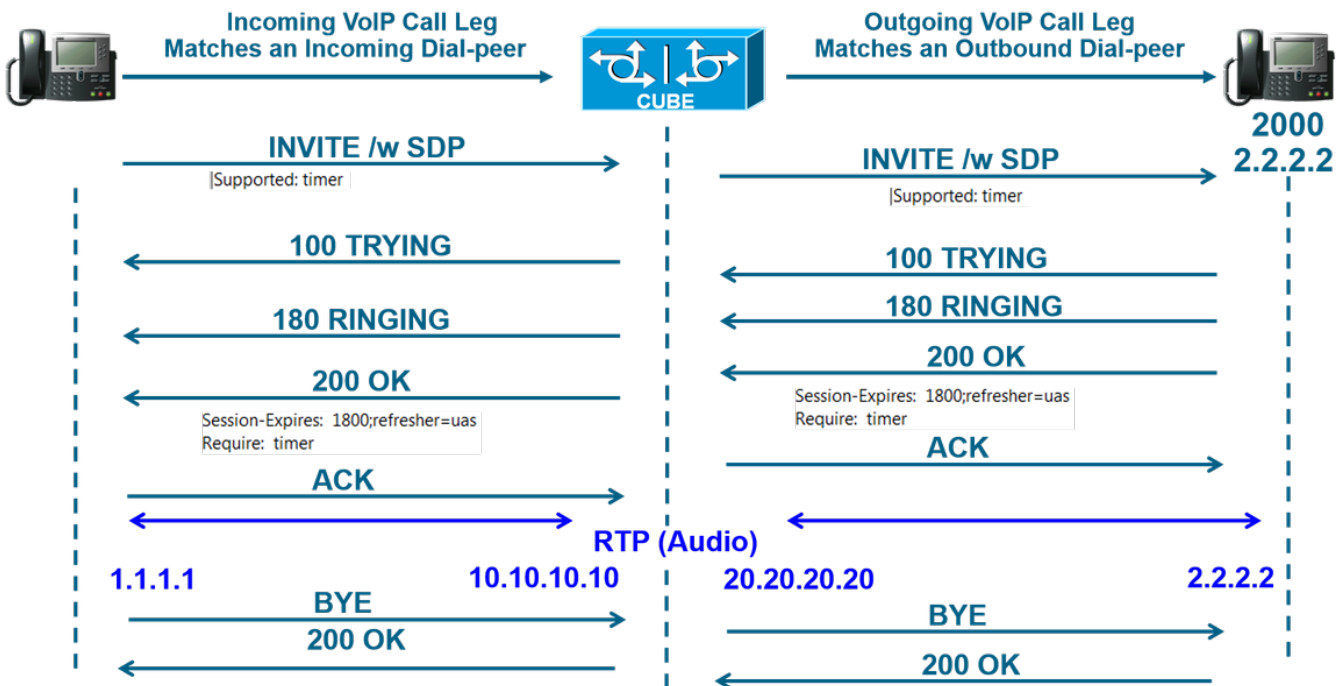 Incoming VoIP Call Leg
Matches an Incoming Dial-peer
Outgoing VoIP Call Leg
Matches an Outbound Dial-peer
CUBE
2000
2.2.2.2
INVITE /w SDP
|Supported: timer
INVITE /w SDP
|Supported: timer
100 TRYING
100 TRYING
180 RINGING
180 RINGING
200 OK
Session-Expires: 1800;refresher=uas
Require: timer
200 OK
Session-Expires: 1800;refresher=uas
Require: timer
ACK
ACK
RTP (Audio)
1.1.1.1
10.10.10.10
20.20.20.20
2.2.2.2
BYE
BYE
200 OK
200 OK